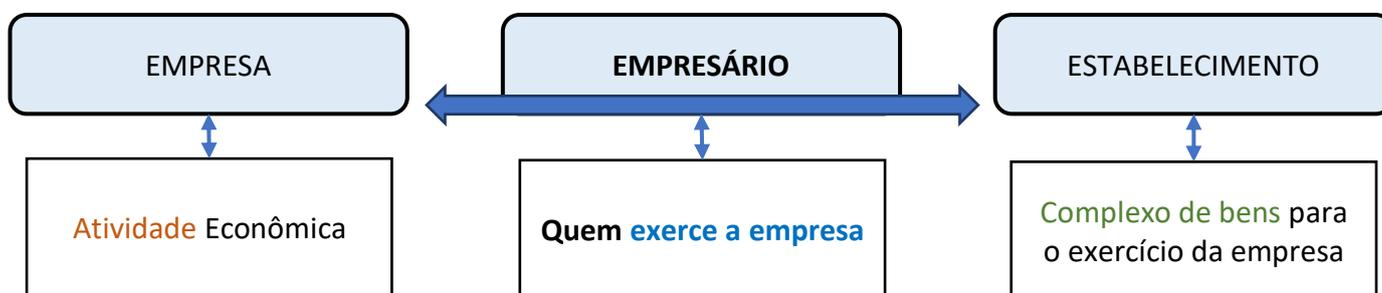 EMPRESA
EMPRESÁRIO
ESTABELECIMENTO
Atividade Econômica
Quem exerce a empresa
Complexo de bens para
o exercício da empresa